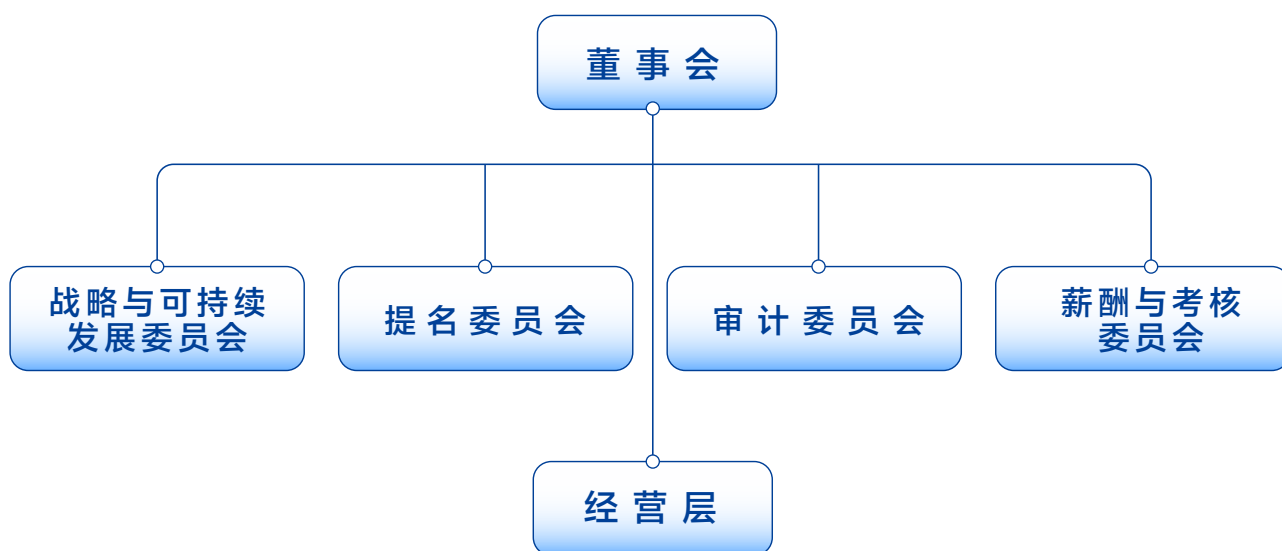 董事会
战略与可持续
发展委员会
提名委员会
审计委员会
薪酬与考核
委员会
经营层